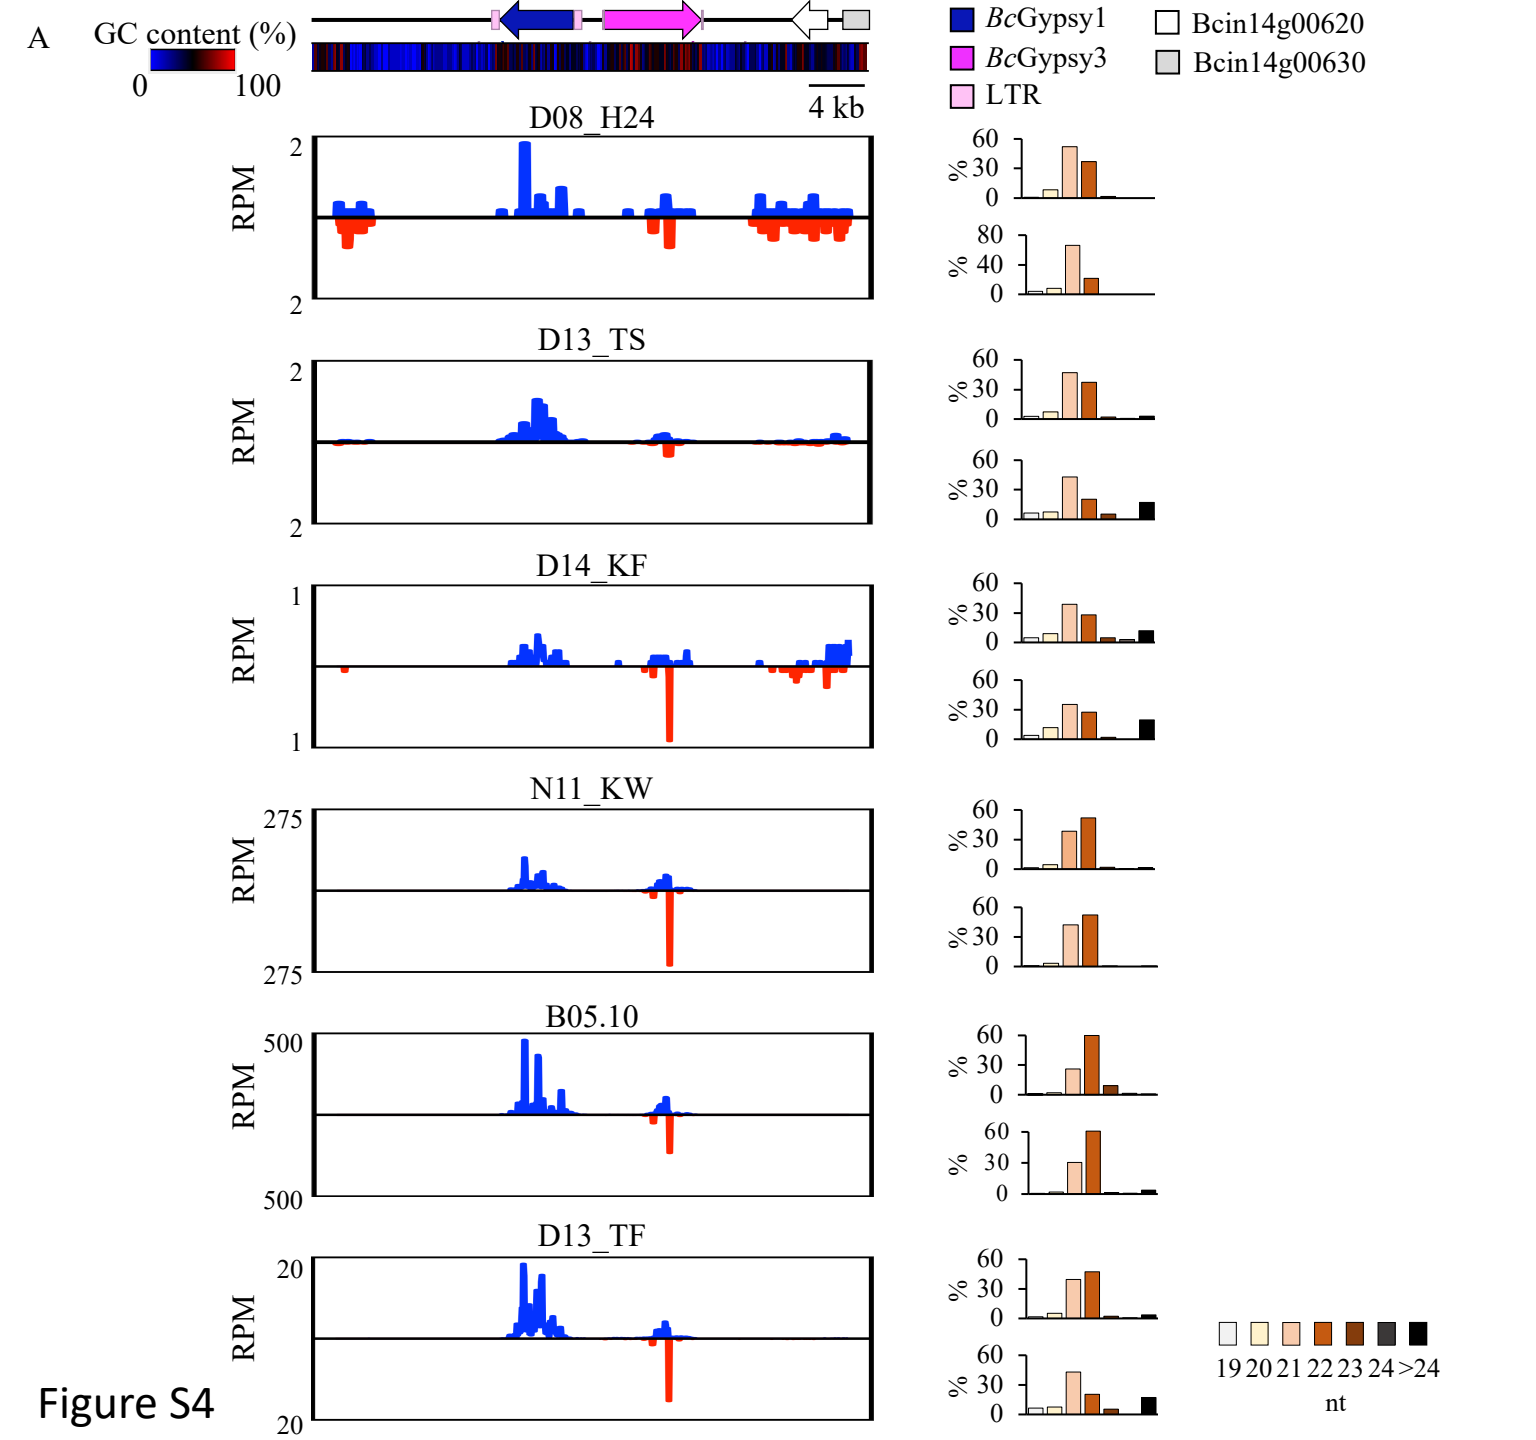 A
GC content (%)
0 100
4 kb
BcGypsy1
BcGypsy3
LTR
Bcin14g00620
Bcin14g00630
D08_H24
RPM
2
2
%
60
30
0
%
80
40
0
D13_TS
RPM
2
2
%
60
30
0
%
60
30
0
D14_KF
RPM
1
1
%
60
30
0
%
60
30
0
N11_KW
RPM
275
275
%
60
30
0
%
60
30
0
B05.10
RPM
500
500
%
60
30
0
%
60
30
0
D13_TF
RPM
20
20
%
60
30
0
%
60
30
0
19 20 21 22 23 24 >24
nt
Figure S4